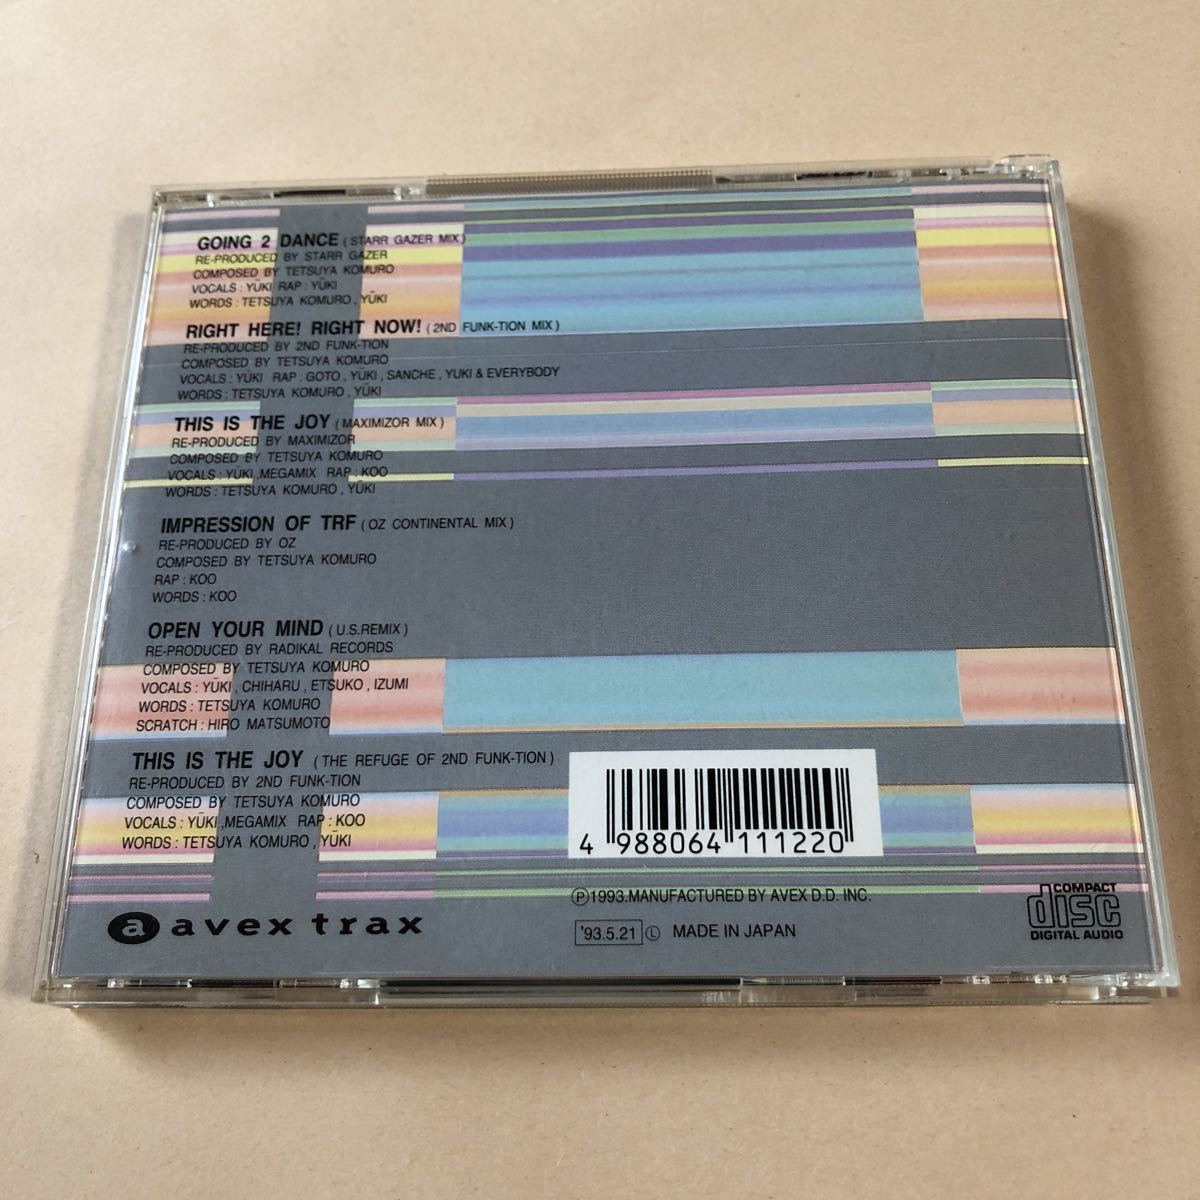 GOING 2 DANCE (STARR GAZER MIX)
RE-PRODUCED BY STARR GAZER
COMPOSED BY TETSUYA KOMURO
VOCALS : YŪKI RAP : YŪKI
WORDS : TETSUYA KOMURO , YŪKI
RIGHT HERE! RIGHT NOW! (2ND FUNK-TION MIX)
RE-PRODUCED BY 2ND FUNK-TION
COMPOSED BY TETSUYA KOMURO
VOCALS : YŪKI RAP : GOTO , YŪKI , SANCHE , YUKI & EVERYBODY
WORDS : TETSUYA KOMURO , YŪKI
THIS IS THE JOY (MAXIMIZOR MIX)
RE-PRODUCED BY MAXIMIZOR
COMPOSED BY TETSUYA KOMURO
VOCALS : YŪKI ,MEGAMIX RAP : KOO
WORDS : TETSUYA KOMURO , YŪKI
IMPRESSION OF TRF (OZ CONTINENTAL MIX)
RE-PRODUCED BY OZ
COMPOSED BY TETSUYA KOMURO
RAP : KOO
WORDS : KOO
OPEN YOUR MIND (U.S.REMIX)
RE-PRODUCED BY RADIKAL RECORDS
COMPOSED BY TETSUYA KOMURO
VOCALS : YŪKI , CHIHARU , ETSUKO , IZUMI
WORDS : TETSUYA KOMURO
SCRATCH : HIRO MATSUMOTO
THIS IS THE JOY (THE REFUGE OF 2ND FUNK-TION)
RE-PRODUCED BY 2ND FUNK-TION
COMPOSED BY TETSUYA KOMURO
VOCALS : YŪKI ,MEGAMIX RAP : KOO
WORDS : TETSUYA KOMURO , YŪKI
4 988064 111220
Ⓟ1993.MANUFACTURED BY AVEX D.D. INC.
a avex trax
'93.5.21 Ⓛ MADE IN JAPAN
COMPACT
disc
DIGITAL AUDIO